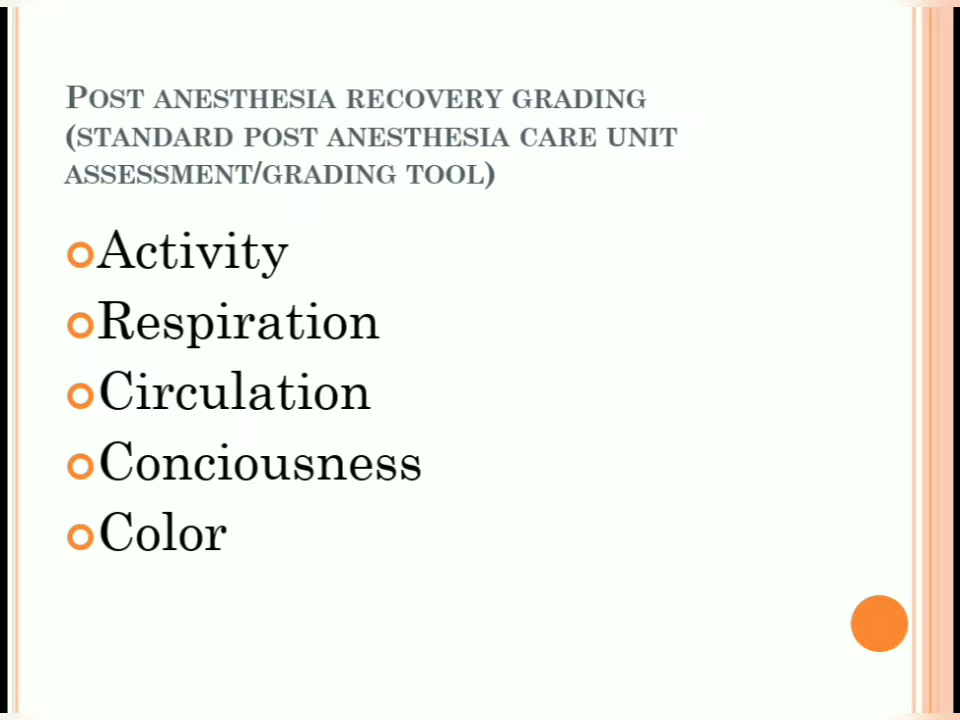 Post anesthesia recovery grading
(standard post anesthesia care unit
assessment/grading tool)
Activity
Respiration
Circulation
Conciousness
Color